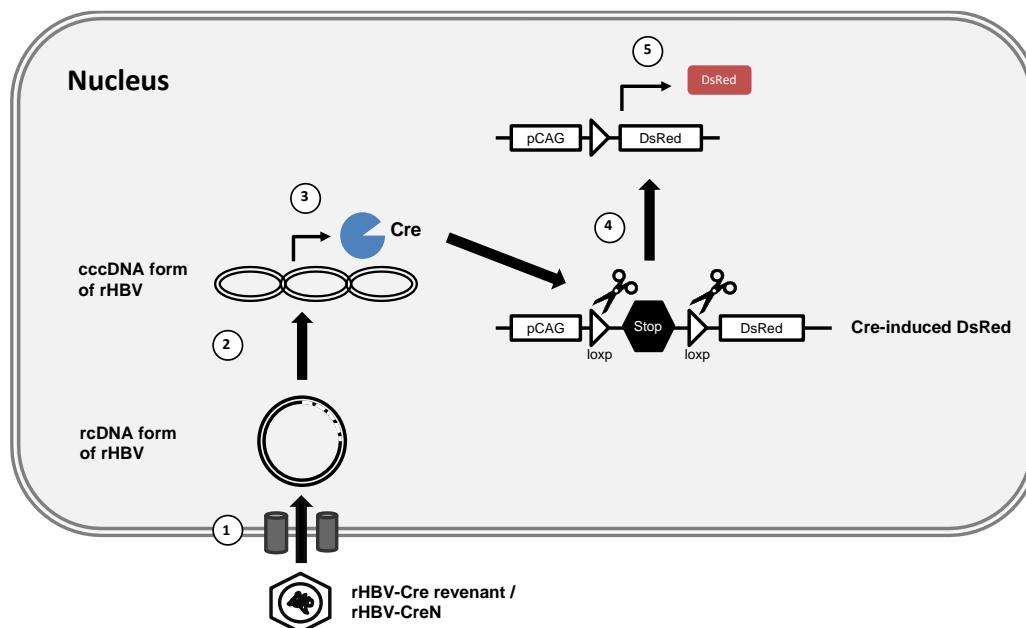 Nucleus
5
DsRed
pCAG
DsRed
3
Cre
4
cccDNA form
of rHBV
pCAG
Stop
DsRed
Cre-induced DsRed
loxp
loxp
2
rcDNA form
of rHBV
1
rHBV-Cre revenant /
rHBV-CreN